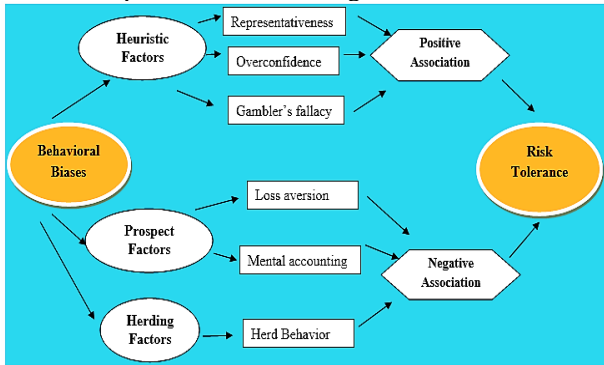 Heuristic
Factors
Representativeness
Overconfidence
Gambler's fallacy
Positive
Association
Behavioral
Biases
Risk
Tolerance
Prospect
Factors
Loss aversion
Mental accounting
Negative
Association
Herding
Factors
Herd Behavior